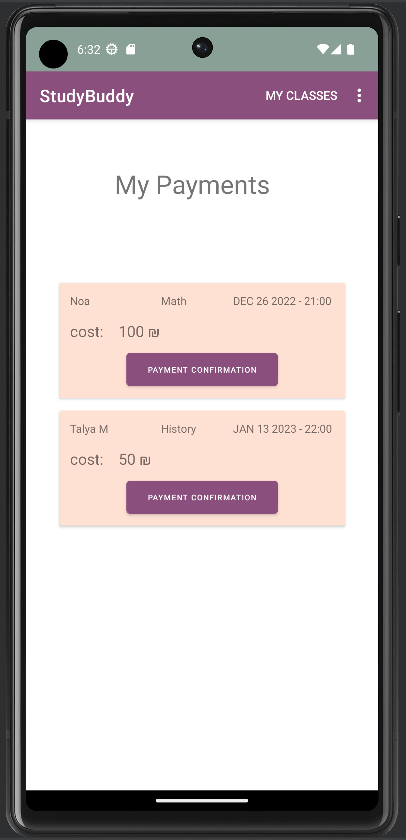 6:32
StudyBuddy MY CLASSES
My Payments
Noa Math DEC 26 2022 - 21:00
cost: 100 ₪
PAYMENT CONFIRMATION
Talya M History JAN 13 2023 - 22:00
cost: 50 ₪
PAYMENT CONFIRMATION